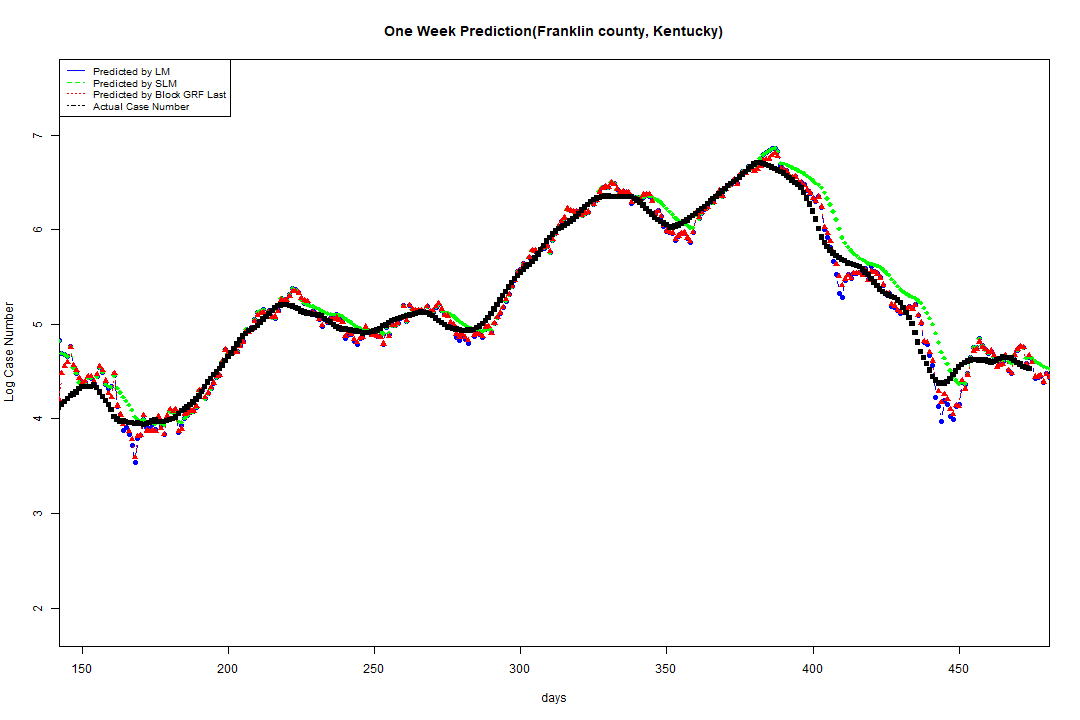 One Week Prediction(Franklin county, Kentucky)
Predicted by LM
Predicted by SLM
Predicted by Block GRF Last
Actual Case Number
7
6
5
4
3
2
Log Case Number
150 200 250 300 350 400 450
days